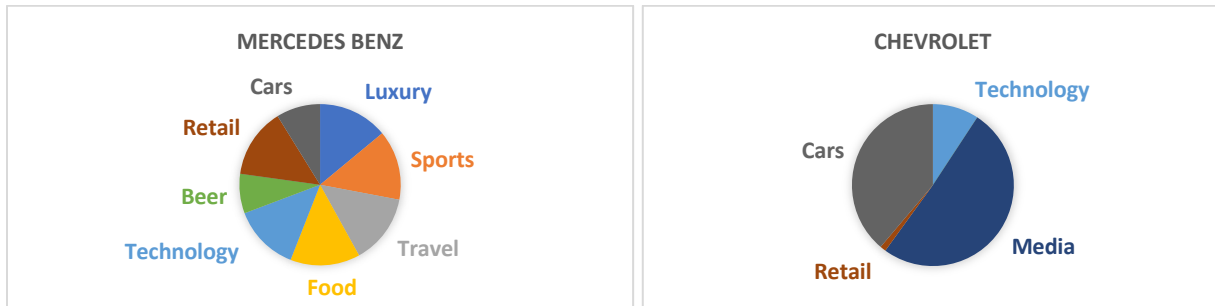 MERCEDES BENZ
Cars
Luxury
Retail
Sports
Beer
Technology
Travel
Food
CHEVROLET
Technology
Cars
Media
Retail